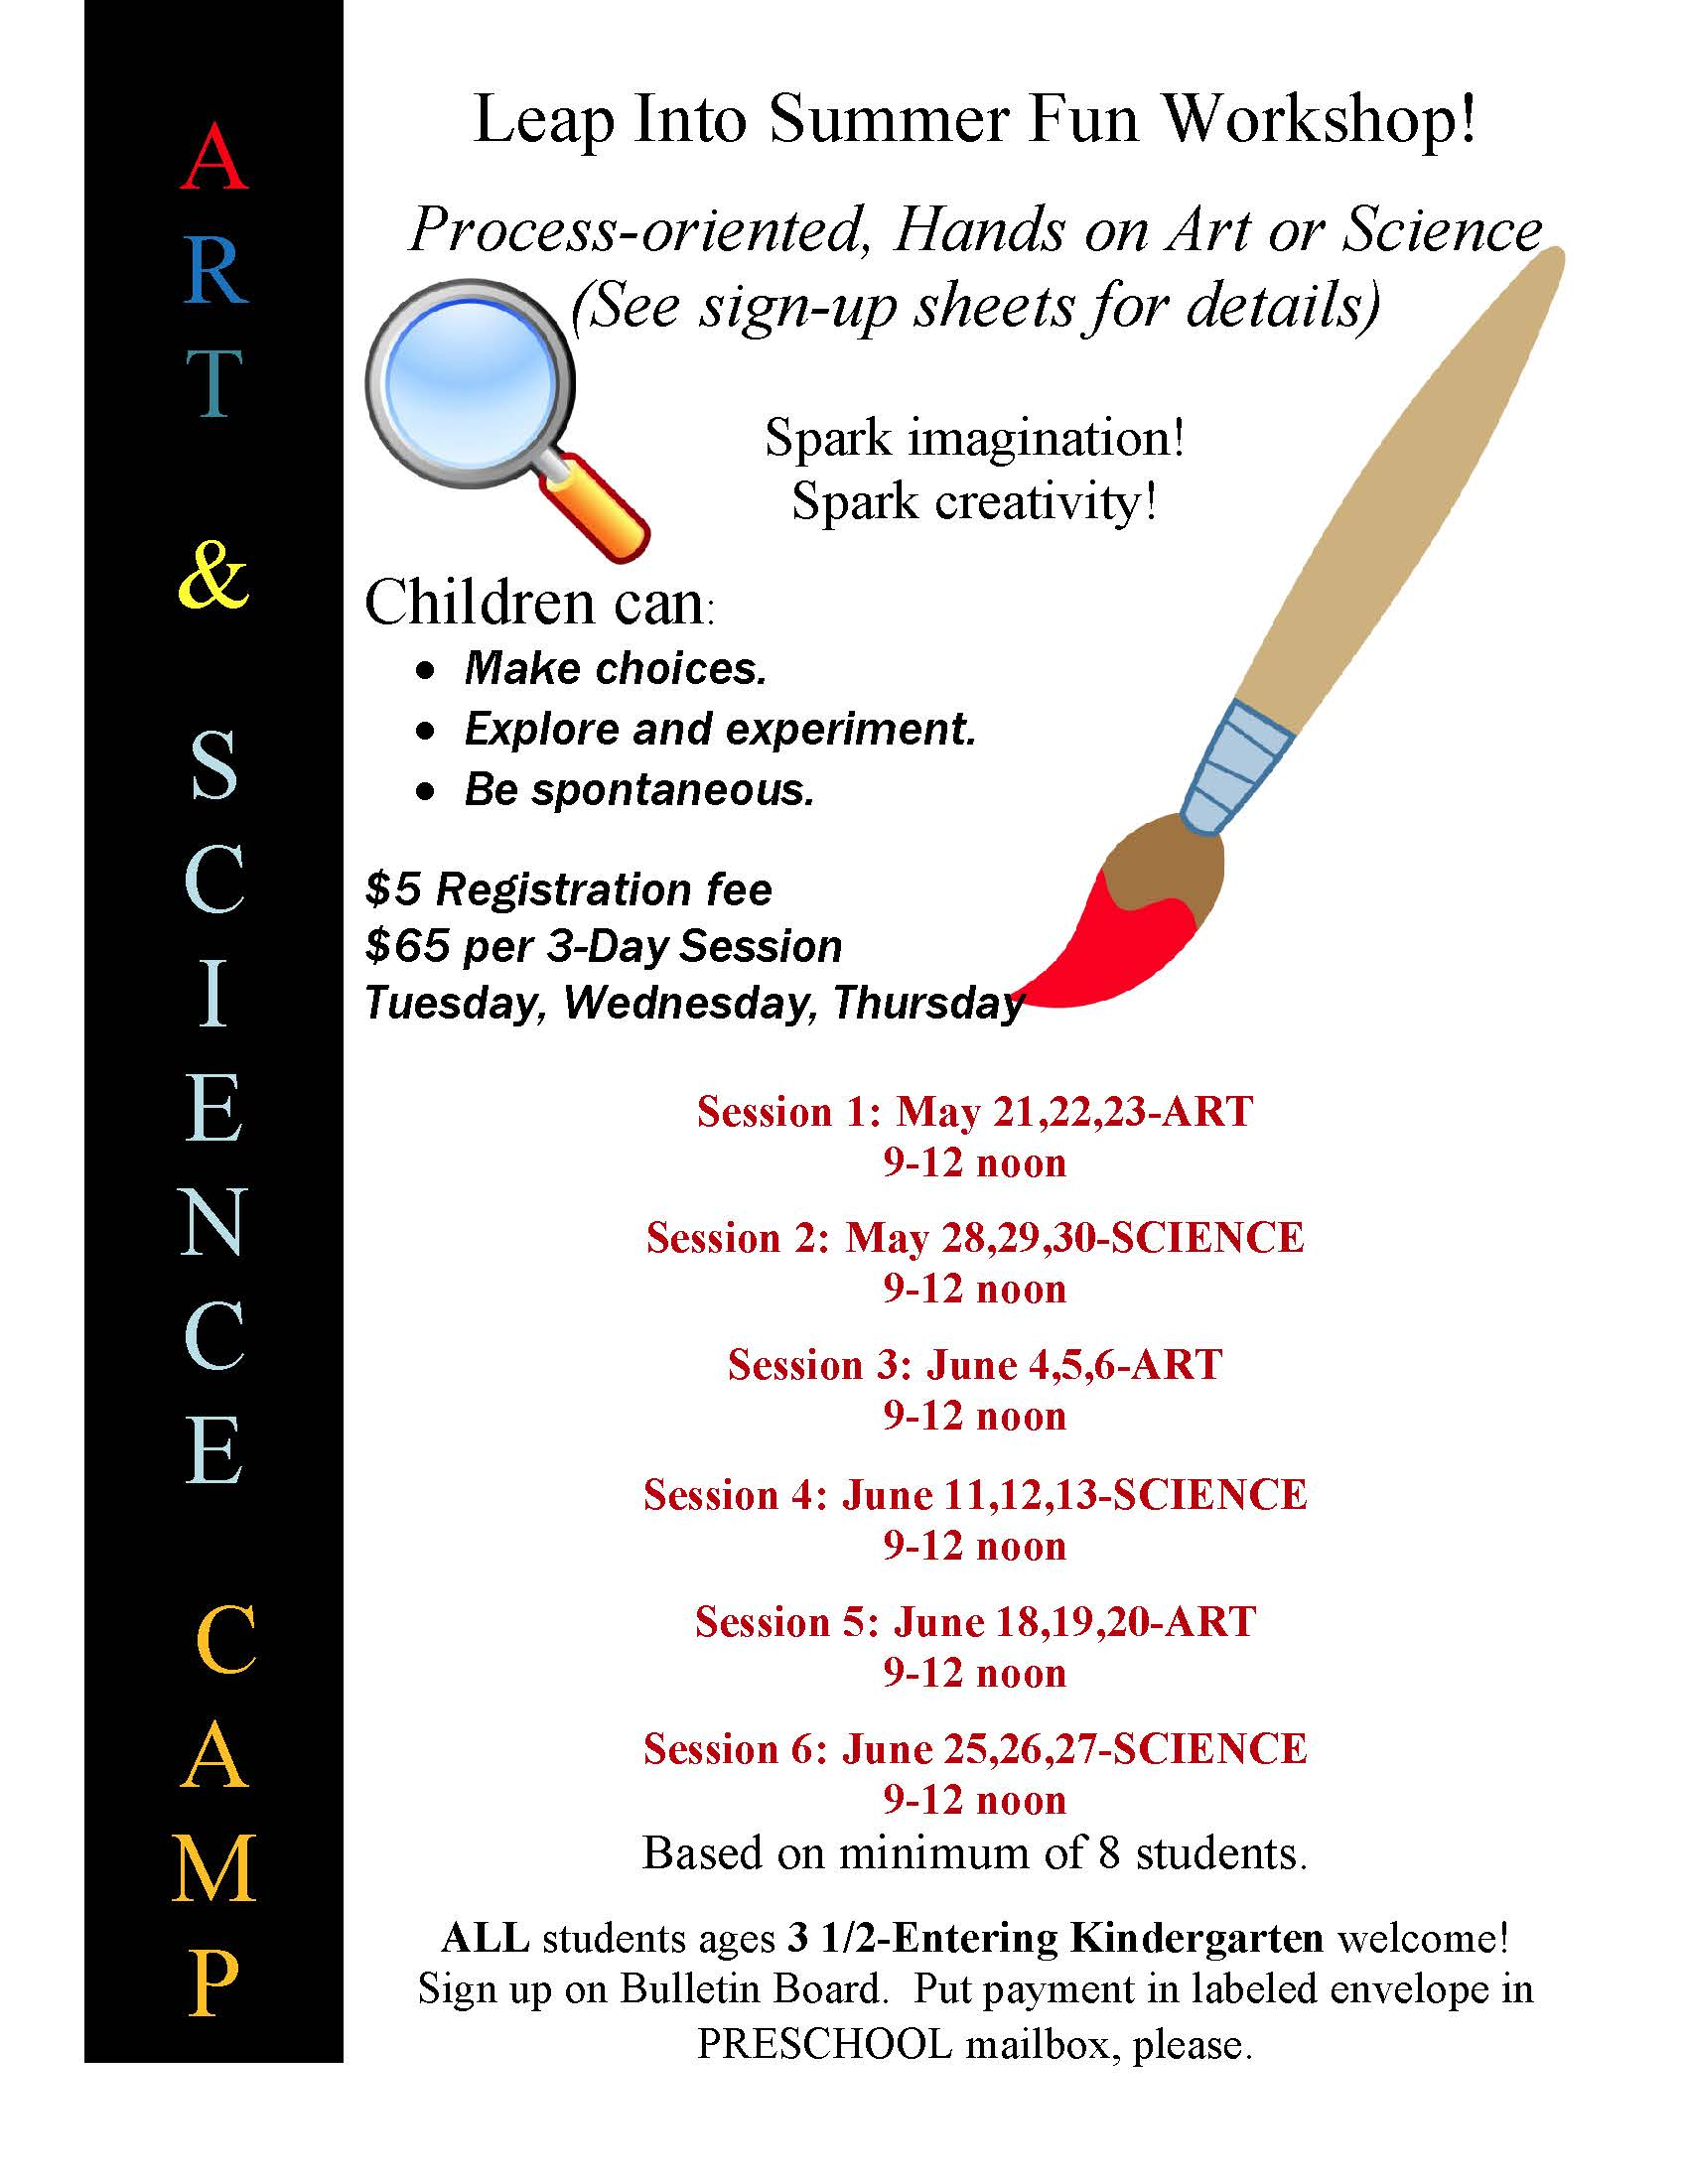 A
R
T
&
S
C
I
E
N
C
E
C
A
M
P
Leap Into Summer Fun Workshop!
Process-oriented, Hands on Art or Science
(See sign-up sheets for details)
Spark imagination!
Spark creativity!
Children can:
• Make choices.
• Explore and experiment.
• Be spontaneous.
$5 Registration fee
$65 per 3-Day Session
Tuesday, Wednesday, Thursday
Session 1: May 21,22,23-ART
9-12 noon
Session 2: May 28,29,30-SCIENCE
9-12 noon
Session 3: June 4,5,6-ART
9-12 noon
Session 4: June 11,12,13-SCIENCE
9-12 noon
Session 5: June 18,19,20-ART
9-12 noon
Session 6: June 25,26,27-SCIENCE
9-12 noon
Based on minimum of 8 students.
ALL students ages 3 1/2-Entering Kindergarten welcome!
Sign up on Bulletin Board.  Put payment in labeled envelope in
PRESCHOOL mailbox, please.